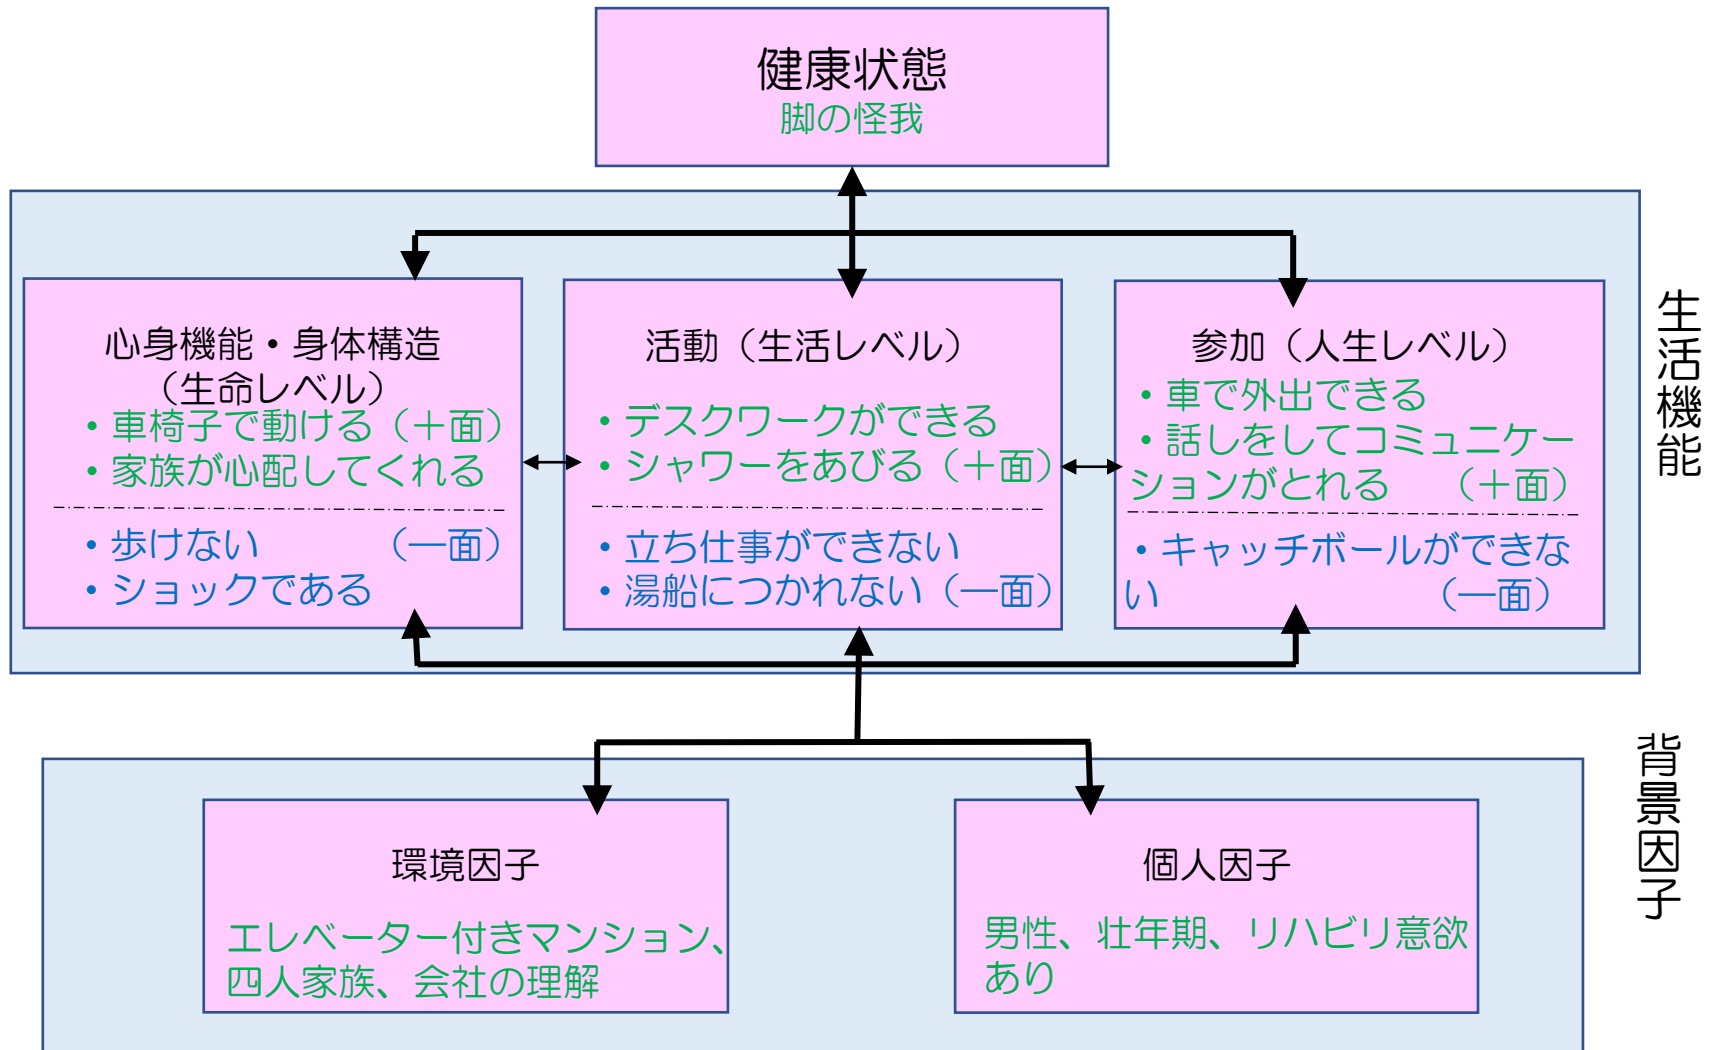 健康状態
脚の怪我
生活機能
心身機能・身体構造
（生命レベル）
・車椅子で動ける（＋面）
・家族が心配してくれる
・歩けない　　　（―面）
・ショックである
活動（生活レベル）
・デスクワークができる
・シャワーをあびる（＋面）
・立ち仕事ができない
・湯船につかれない（―面）
参加（人生レベル）
・車で外出できる
・話しをしてコミュニケー
ションがとれる　　（＋面）
・キャッチボールができな
い　　　　　　　　（―面）
背景因子
環境因子
エレベーター付きマンション、
四人家族、会社の理解
個人因子
男性、壮年期、リハビリ意欲
あり